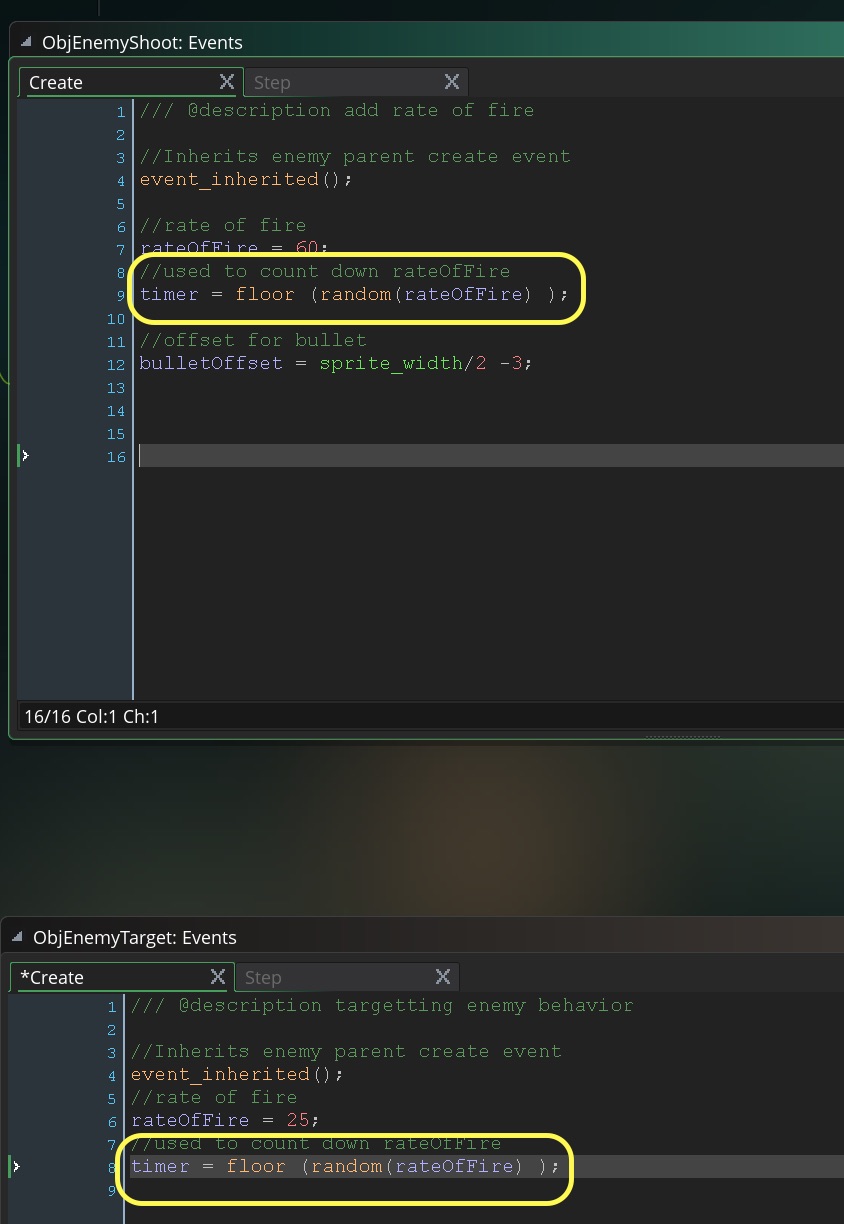 ObjEnemyShoot: Events
Create Step
1 /// @description add rate of fire
2
3 //Inherits enemy parent create event
4 event_inherited();
5
6 //rate of fire
7 rateOfFire = 60;
8 //used to count down rateOfFire
9 timer = floor (random(rateOfFire) );
10
11 //offset for bullet
12 bulletOffset = sprite_width/2 -3;
13
14
15
16
16/16 Col:1 Ch:1
ObjEnemyTarget: Events
*Create Step
1 /// @description targetting enemy behavior
2
3 //Inherits enemy parent create event
4 event_inherited();
5 //rate of fire
6 rateOfFire = 25;
7 //used to count down rateOfFire
8 timer = floor (random(rateOfFire) );
9